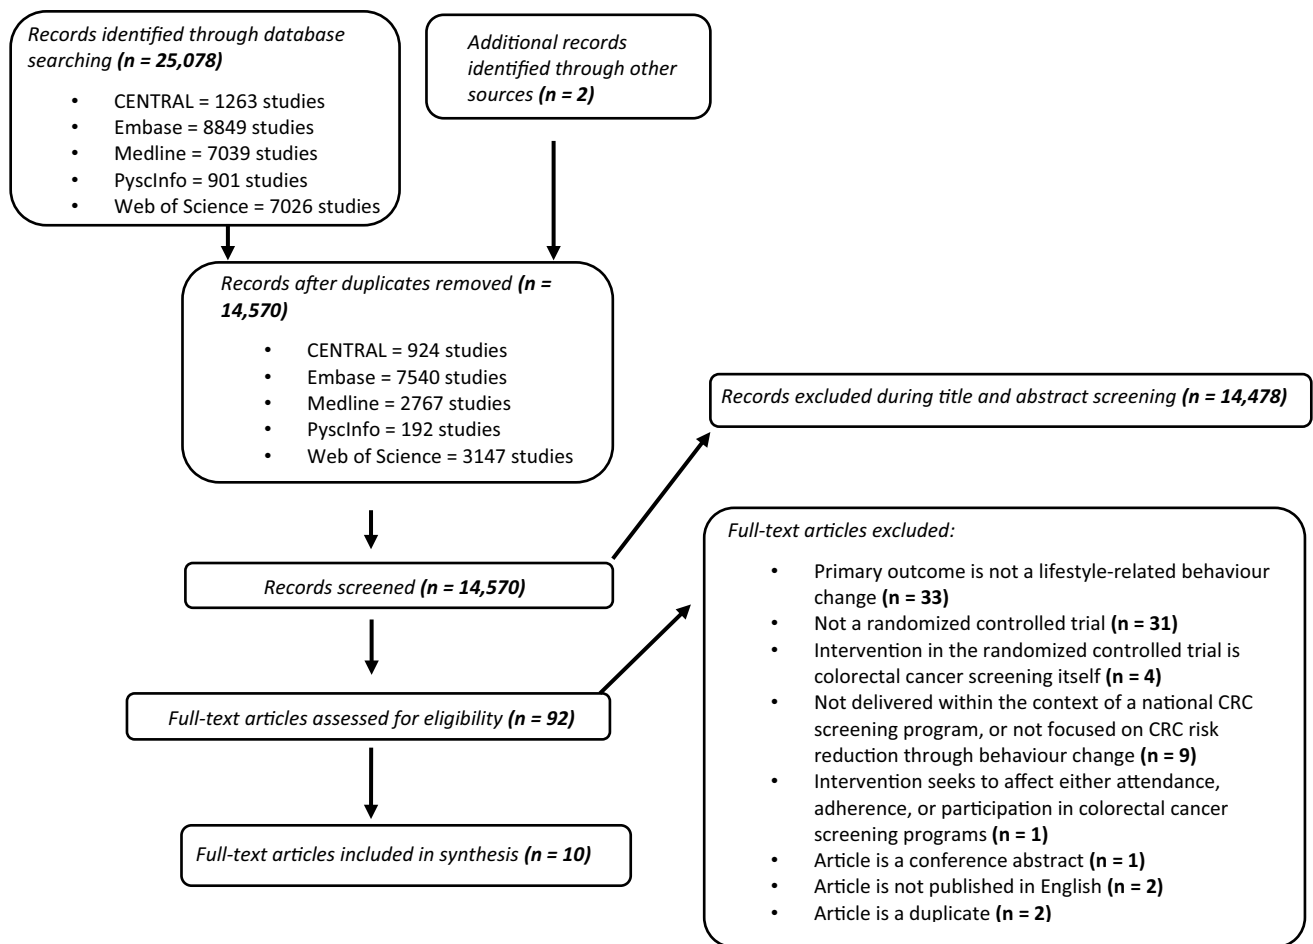 Records identified through database
searching (n = 25,078)
• CENTRAL = 1263 studies
• Embase = 8849 studies
• Medline = 7039 studies
• PyscInfo = 901 studies
• Web of Science = 7026 studies
Additional records
identified through other
sources (n = 2)
Records after duplicates removed (n =
14,570)
• CENTRAL = 924 studies
• Embase = 7540 studies
• Medline = 2767 studies
• PyscInfo = 192 studies
• Web of Science = 3147 studies
Records excluded during title and abstract screening (n = 14,478)
Records screened (n = 14,570)
Full-text articles assessed for eligibility (n = 92)
Full-text articles included in synthesis (n = 10)
Full-text articles excluded:
• Primary outcome is not a lifestyle-related behaviour
change (n = 33)
• Not a randomized controlled trial (n = 31)
• Intervention in the randomized controlled trial is
colorectal cancer screening itself (n = 4)
• Not delivered within the context of a national CRC
screening program, or not focused on CRC risk
reduction through behaviour change (n = 9)
• Intervention seeks to affect either attendance,
adherence, or participation in colorectal cancer
screening programs (n = 1)
• Article is a conference abstract (n = 1)
• Article is not published in English (n = 2)
• Article is a duplicate (n = 2)